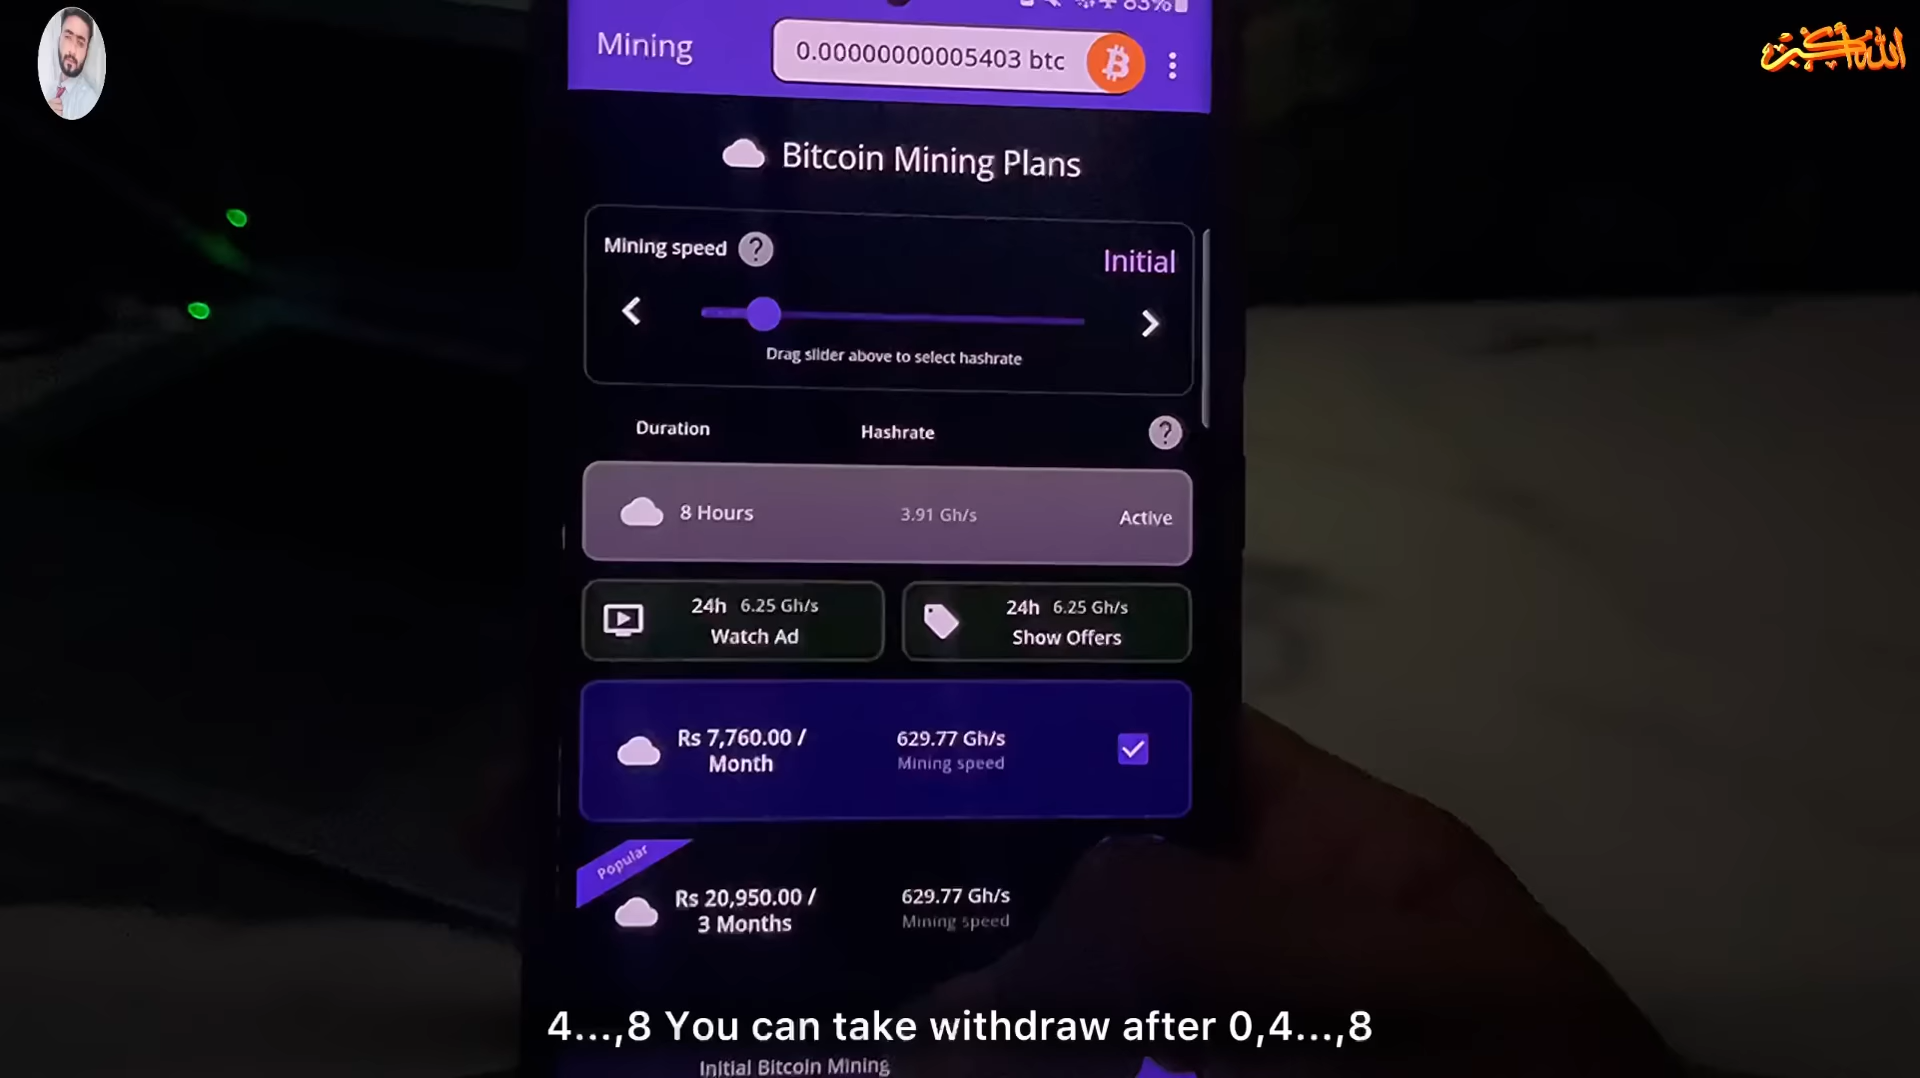 83%
الله أكبر
Mining
0.00000000005403 btc
Bitcoin Mining Plans
Mining speed ?
Initial
Drag slider above to select hashrate
Duration Hashrate ?
8 Hours 3.91 Gh/s Active
24h 6.25 Gh/s
Watch Ad
24h 6.25 Gh/s
Show Offers
Rs 7,760.00 /
Month
629.77 Gh/s
Mining speed
Popular
Rs 20,950.00 /
3 Months
629.77 Gh/s
Mining speed
4...,8 You can take withdraw after 0,4...,8
Initial Bitcoin Mining